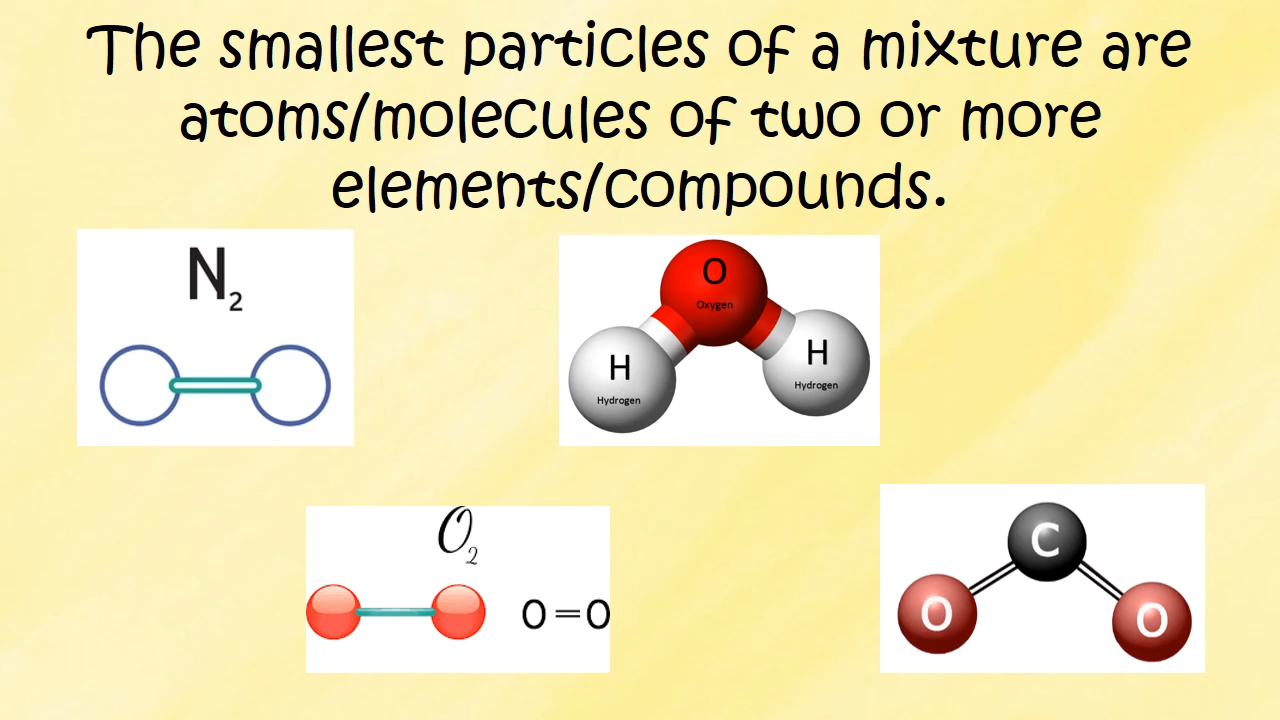 The smallest particles of a mixture are
atoms/molecules of two or more
elements/compounds.
N₂
O
Oxygen
H
Hydrogen
H
Hydrogen
O₂
O=O
C
O
O